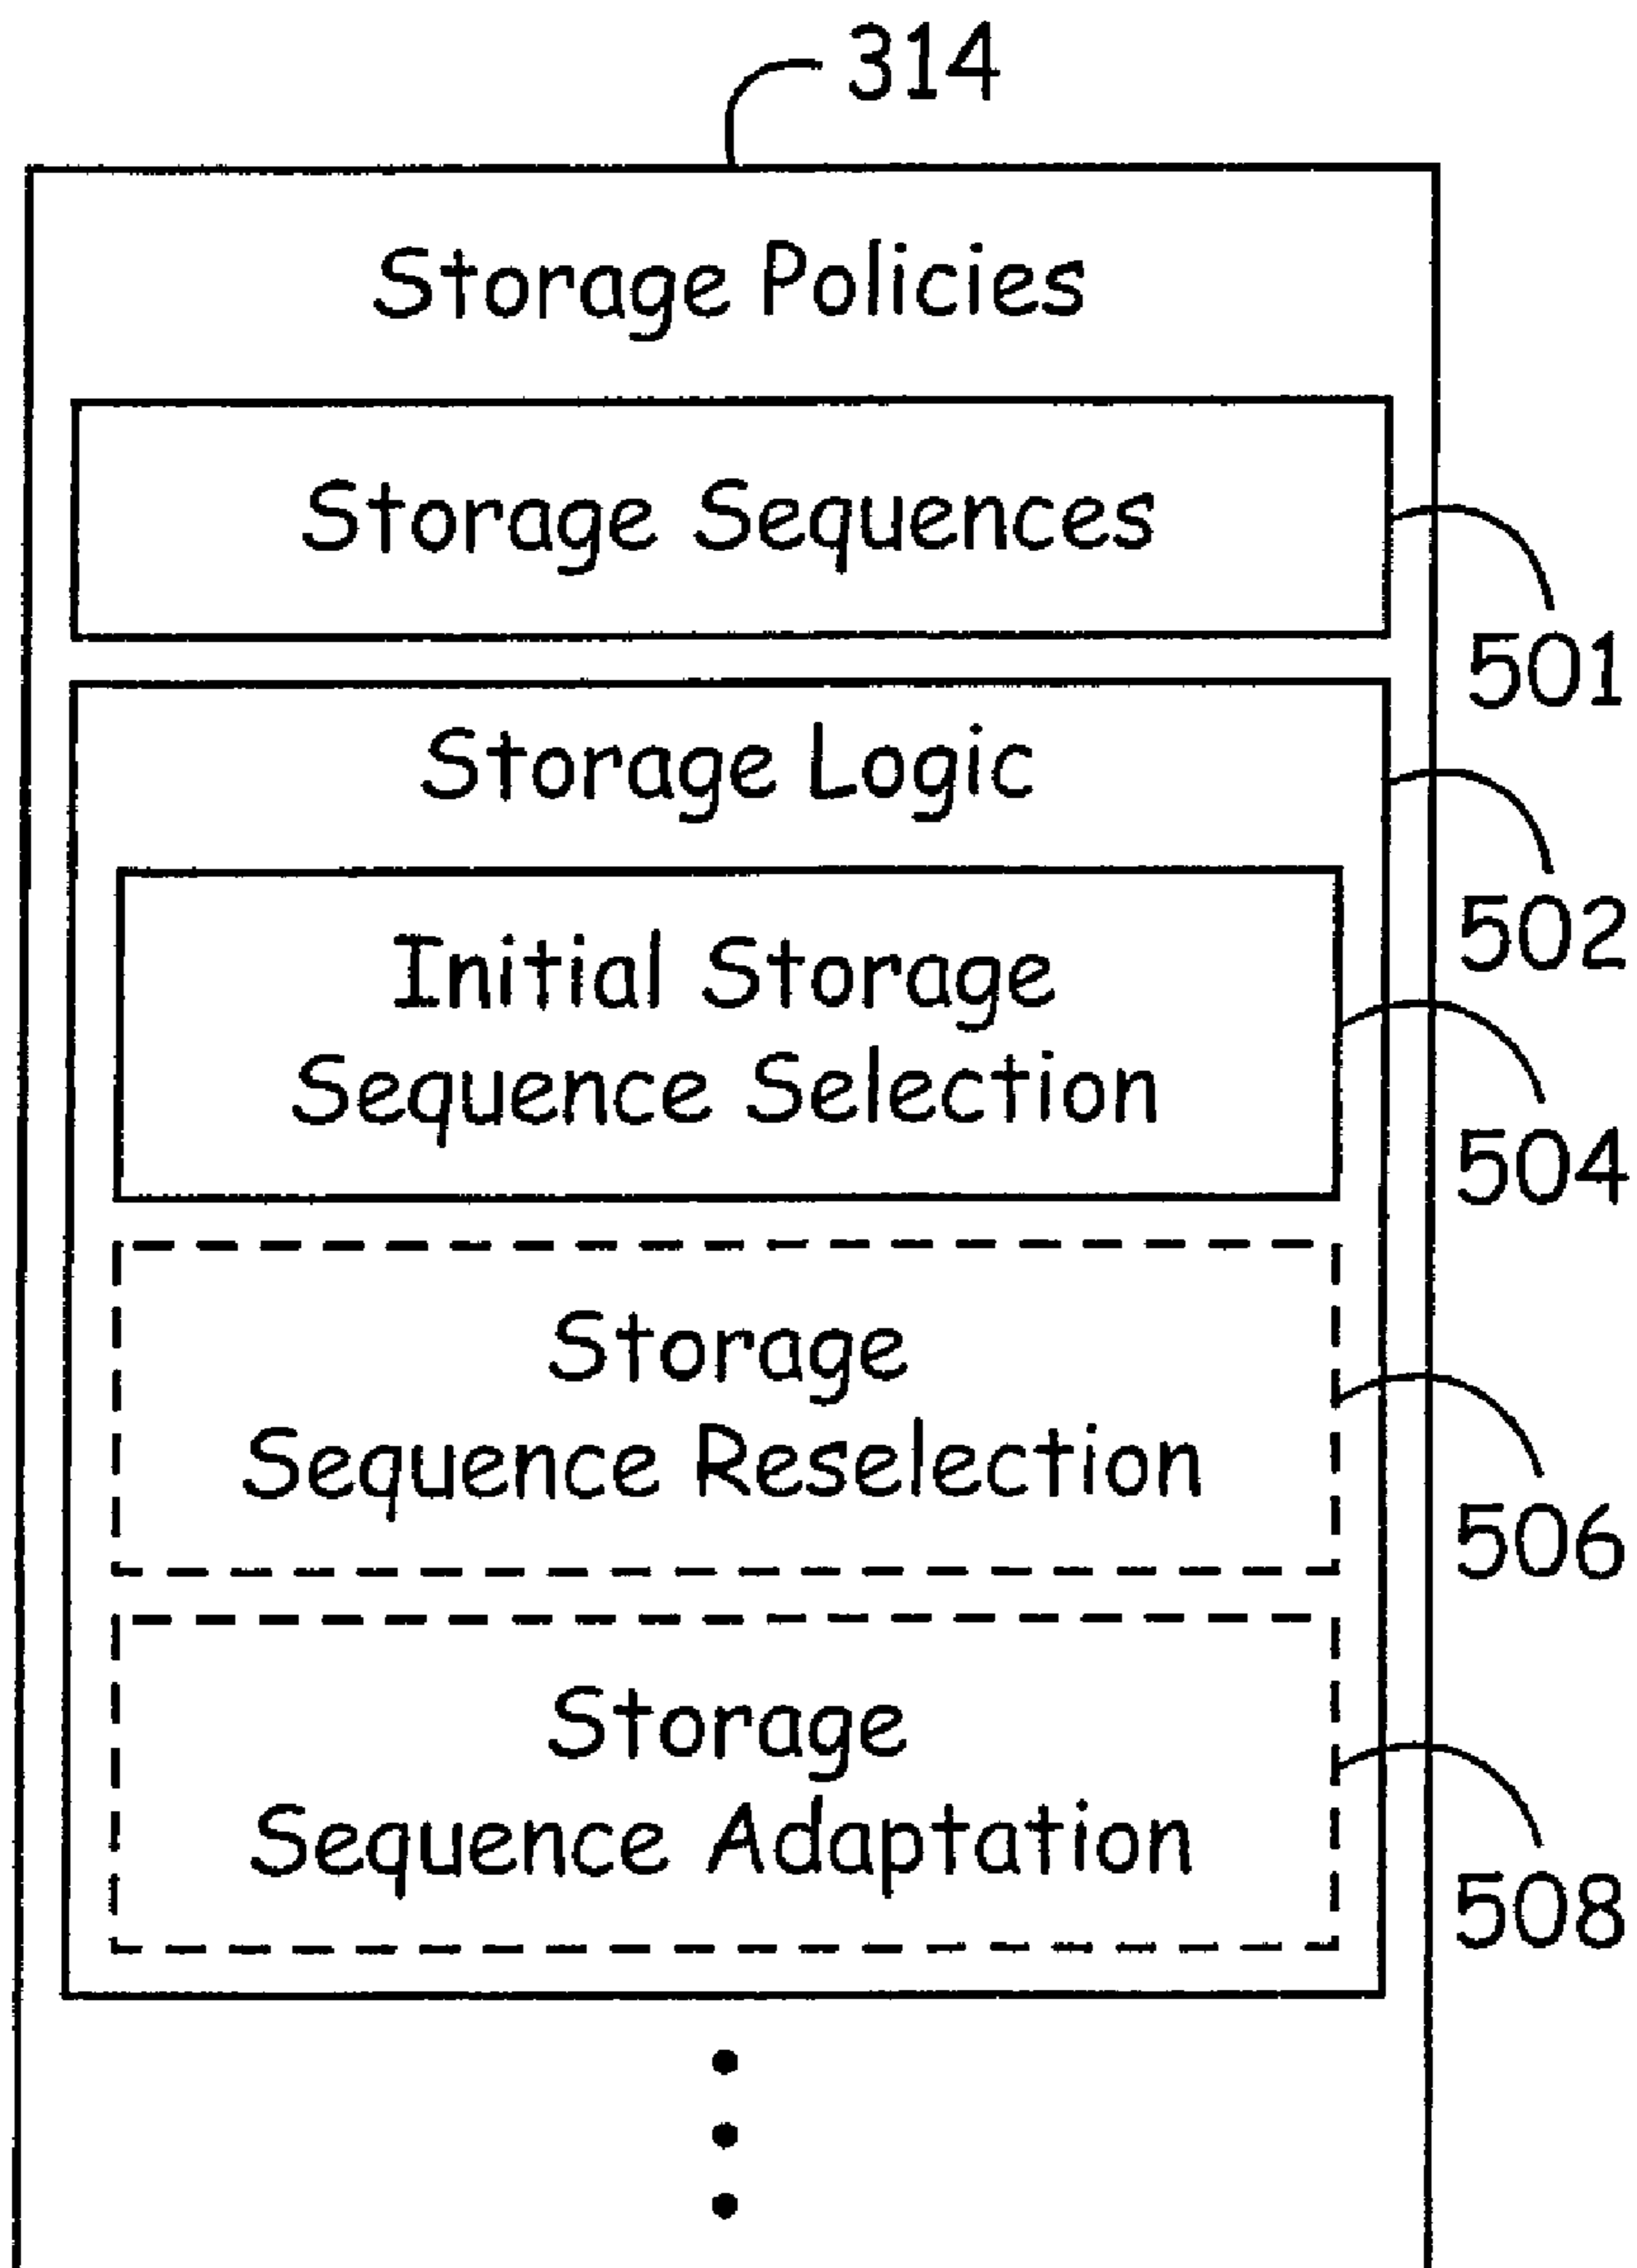 314
Storage Policies
Storage Sequences
501
Storage Logic
502
Initial Storage
Sequence Selection
504
Storage
Sequence Reselection
506
Storage
Sequence Adaptation
508